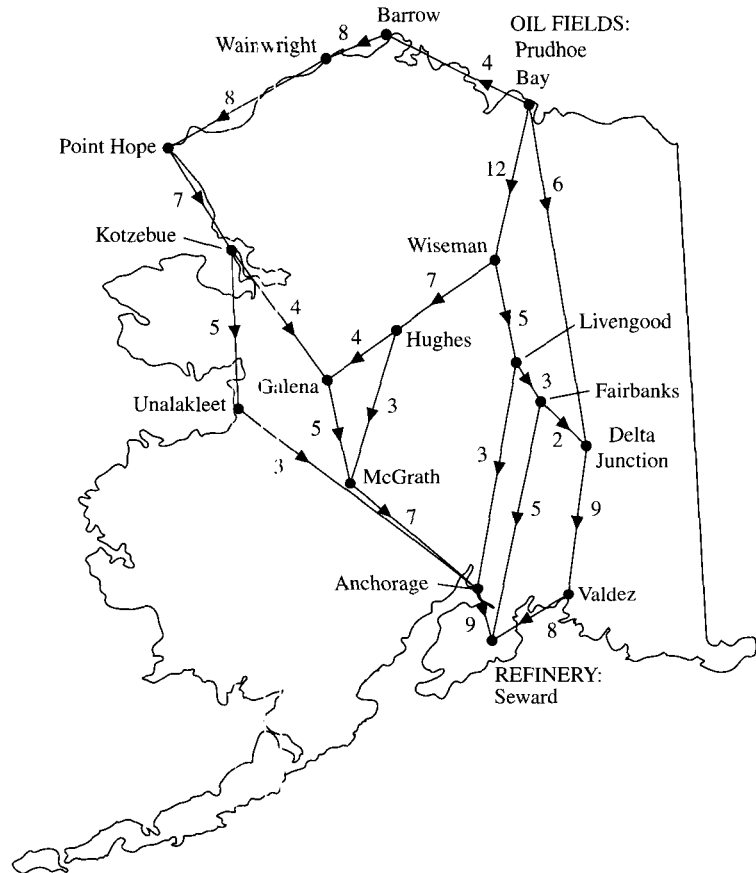 Barrow
OIL FIELDS:
Prudhoe
Bay
Wainwright
8
4
8
Point Hope
12
6
7
Kotzebue
Wiseman
7
4
5
5
Livengood
4
Hughes
3
Galena
Fairbanks
Unalakleet
3
5
2
Delta
Junction
3
McGrath
3
5
9
7
Anchorage
Valdez
9
8
REFINERY:
Seward